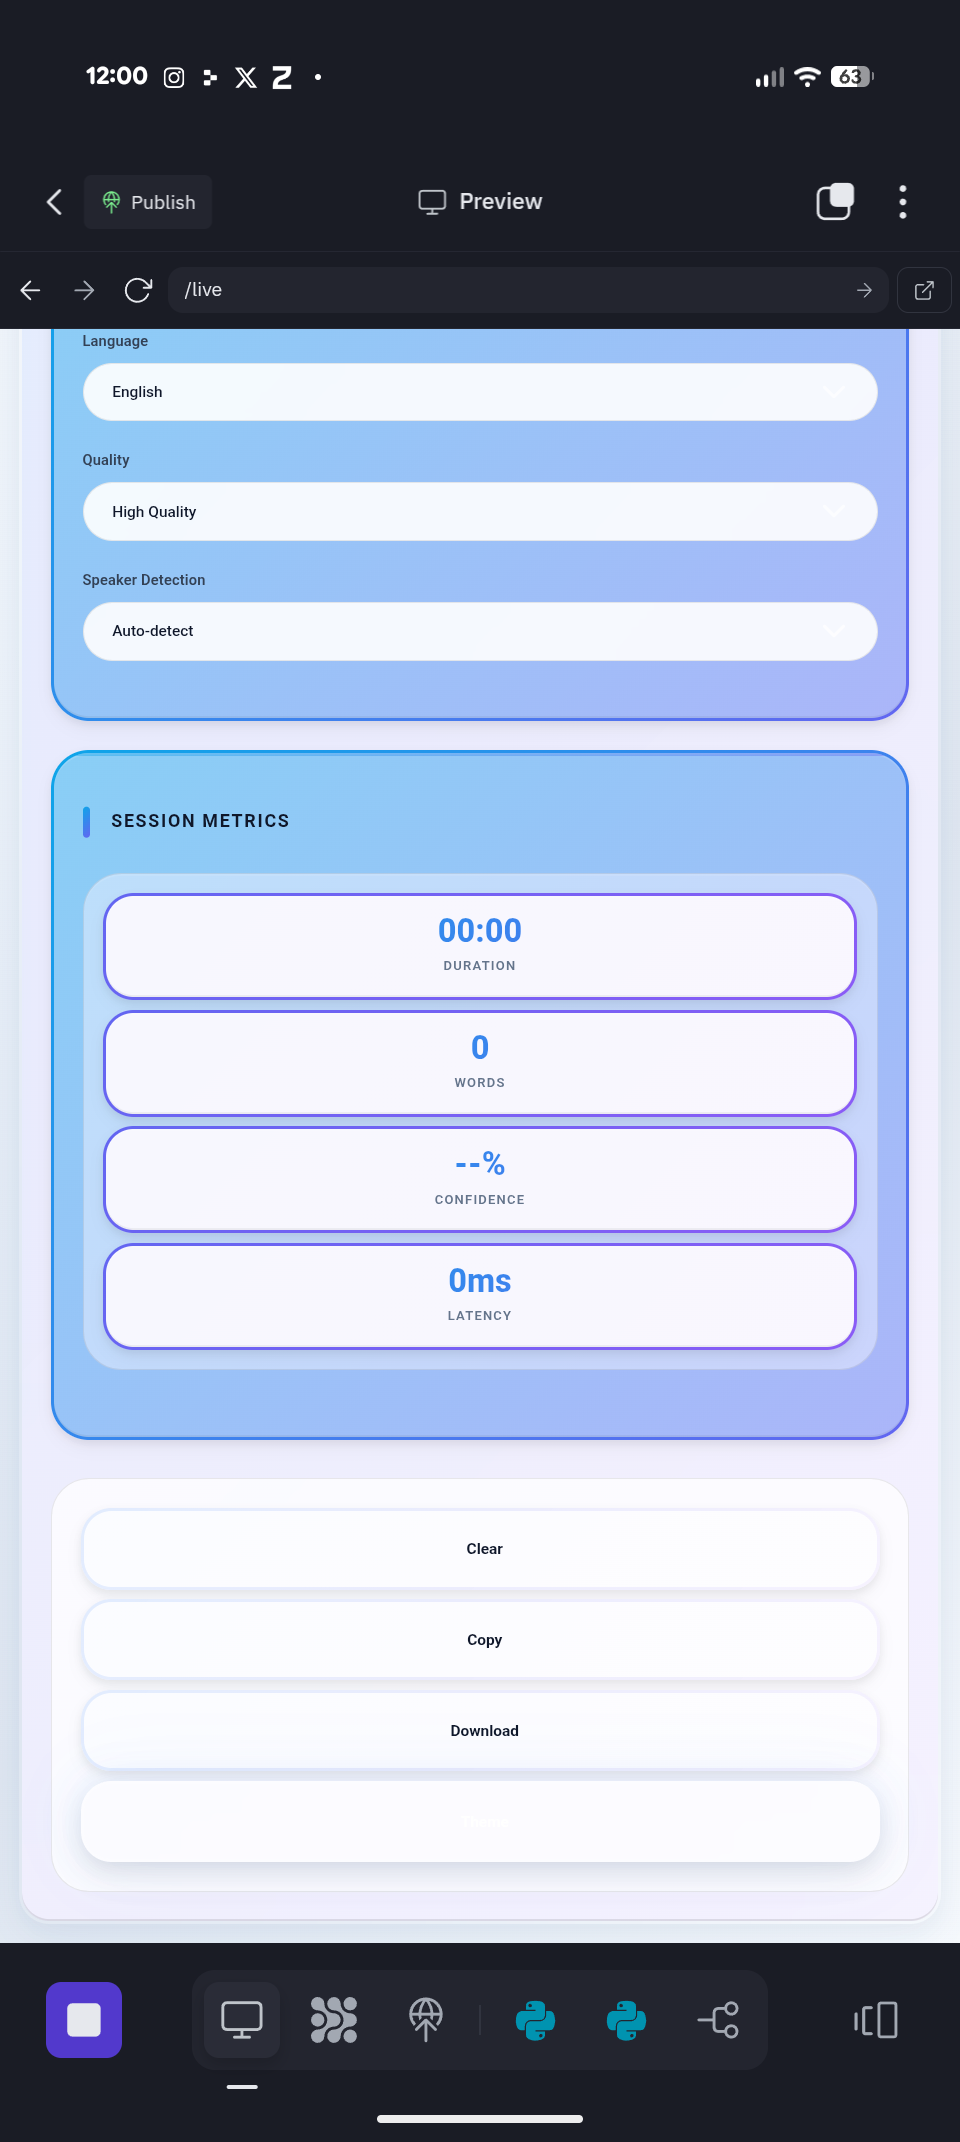 12:00
63
Publish
Preview
/live
Language
English
Quality
High Quality
Speaker Detection
Auto-detect
SESSION METRICS
00:00
DURATION
0
WORDS
--%
CONFIDENCE
0ms
LATENCY
Clear
Copy
Download